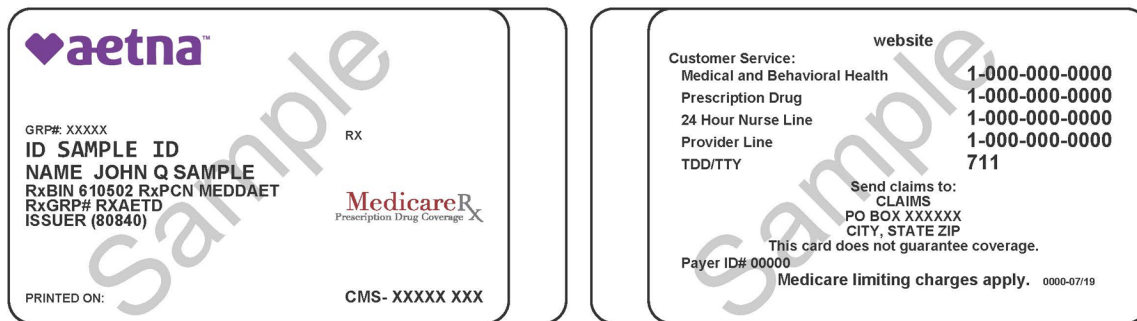 aetna™
GRP#: XXXXX
RX
ID SAMPLE ID
NAME JOHN Q SAMPLE
RxBIN 610502 RxPCN MEDDAET
RxGRP# RXAETD
ISSUER (80840)
MedicareRx
Prescription Drug Coverage
PRINTED ON:
CMS- XXXXX XXX
Sample
website
Customer Service:
Medical and Behavioral Health 1-000-000-0000
Prescription Drug 1-000-000-0000
24 Hour Nurse Line 1-000-000-0000
Provider Line 1-000-000-0000
TDD/TTY 711
Send claims to:
CLAIMS
PO BOX XXXXXX
CITY, STATE ZIP
This card does not guarantee coverage.
Payer ID# 00000
Medicare limiting charges apply. 0000-07/19
Sample